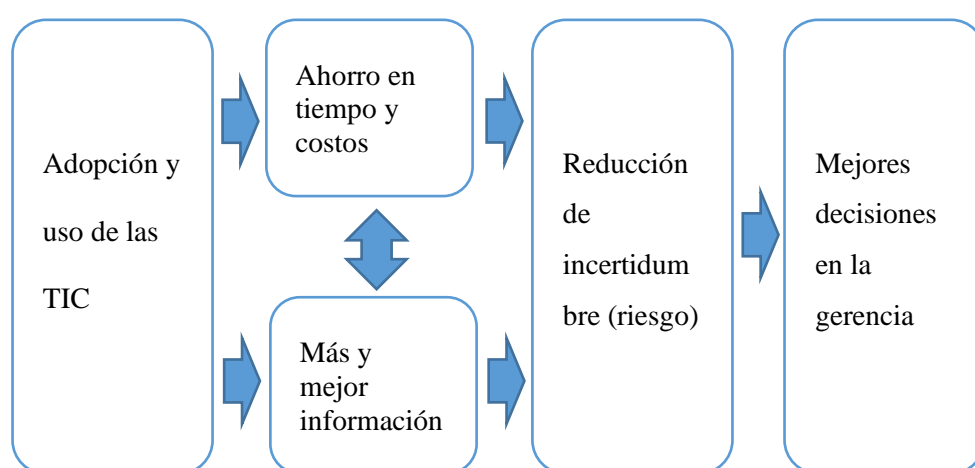 Adopción y
uso de las
TIC
Ahorro en
tiempo y
costos
Más y
mejor
información
Reducción
de
incertidum
bre (riesgo)
Mejores
decisiones
en la
gerencia